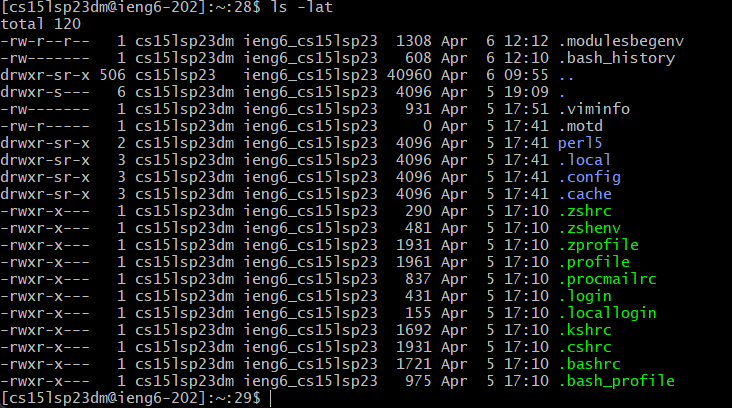 [cs15lsp23dm@ieng6-202]:~:28$ ls -lat
total 120
-rw-r--r--   1 cs15lsp23dm ieng6_cs15lsp23  1308 Apr  6 12:12 .modulesbegenv
-rw-------   1 cs15lsp23dm ieng6_cs15lsp23   608 Apr  6 12:10 .bash_history
drwxr-sr-x 506 cs15lsp23   ieng6_cs15lsp23 40960 Apr  6 09:55 ..
drwxr-s---   6 cs15lsp23dm ieng6_cs15lsp23  4096 Apr  5 19:09 .
-rw-------   1 cs15lsp23dm ieng6_cs15lsp23   931 Apr  5 17:51 .viminfo
-rw-r-----   1 cs15lsp23dm ieng6_cs15lsp23     0 Apr  5 17:41 .motd
drwxr-sr-x   2 cs15lsp23dm ieng6_cs15lsp23  4096 Apr  5 17:41 perl5
drwxr-sr-x   3 cs15lsp23dm ieng6_cs15lsp23  4096 Apr  5 17:41 .local
drwxr-sr-x   3 cs15lsp23dm ieng6_cs15lsp23  4096 Apr  5 17:41 .config
drwxr-sr-x   3 cs15lsp23dm ieng6_cs15lsp23  4096 Apr  5 17:41 .cache
-rwxr-x---   1 cs15lsp23dm ieng6_cs15lsp23   290 Apr  5 17:10 .zshrc
-rwxr-x---   1 cs15lsp23dm ieng6_cs15lsp23   481 Apr  5 17:10 .zshenv
-rwxr-x---   1 cs15lsp23dm ieng6_cs15lsp23  1931 Apr  5 17:10 .zprofile
-rwxr-x---   1 cs15lsp23dm ieng6_cs15lsp23  1961 Apr  5 17:10 .profile
-rwxr-x---   1 cs15lsp23dm ieng6_cs15lsp23   837 Apr  5 17:10 .procmailrc
-rwxr-x---   1 cs15lsp23dm ieng6_cs15lsp23   431 Apr  5 17:10 .login
-rwxr-x---   1 cs15lsp23dm ieng6_cs15lsp23   155 Apr  5 17:10 .locallogin
-rwxr-x---   1 cs15lsp23dm ieng6_cs15lsp23  1692 Apr  5 17:10 .kshrc
-rwxr-x---   1 cs15lsp23dm ieng6_cs15lsp23  1931 Apr  5 17:10 .cshrc
-rwxr-x---   1 cs15lsp23dm ieng6_cs15lsp23  1721 Apr  5 17:10 .bashrc
-rwxr-x---   1 cs15lsp23dm ieng6_cs15lsp23   975 Apr  5 17:10 .bash_profile
[cs15lsp23dm@ieng6-202]:~:29$